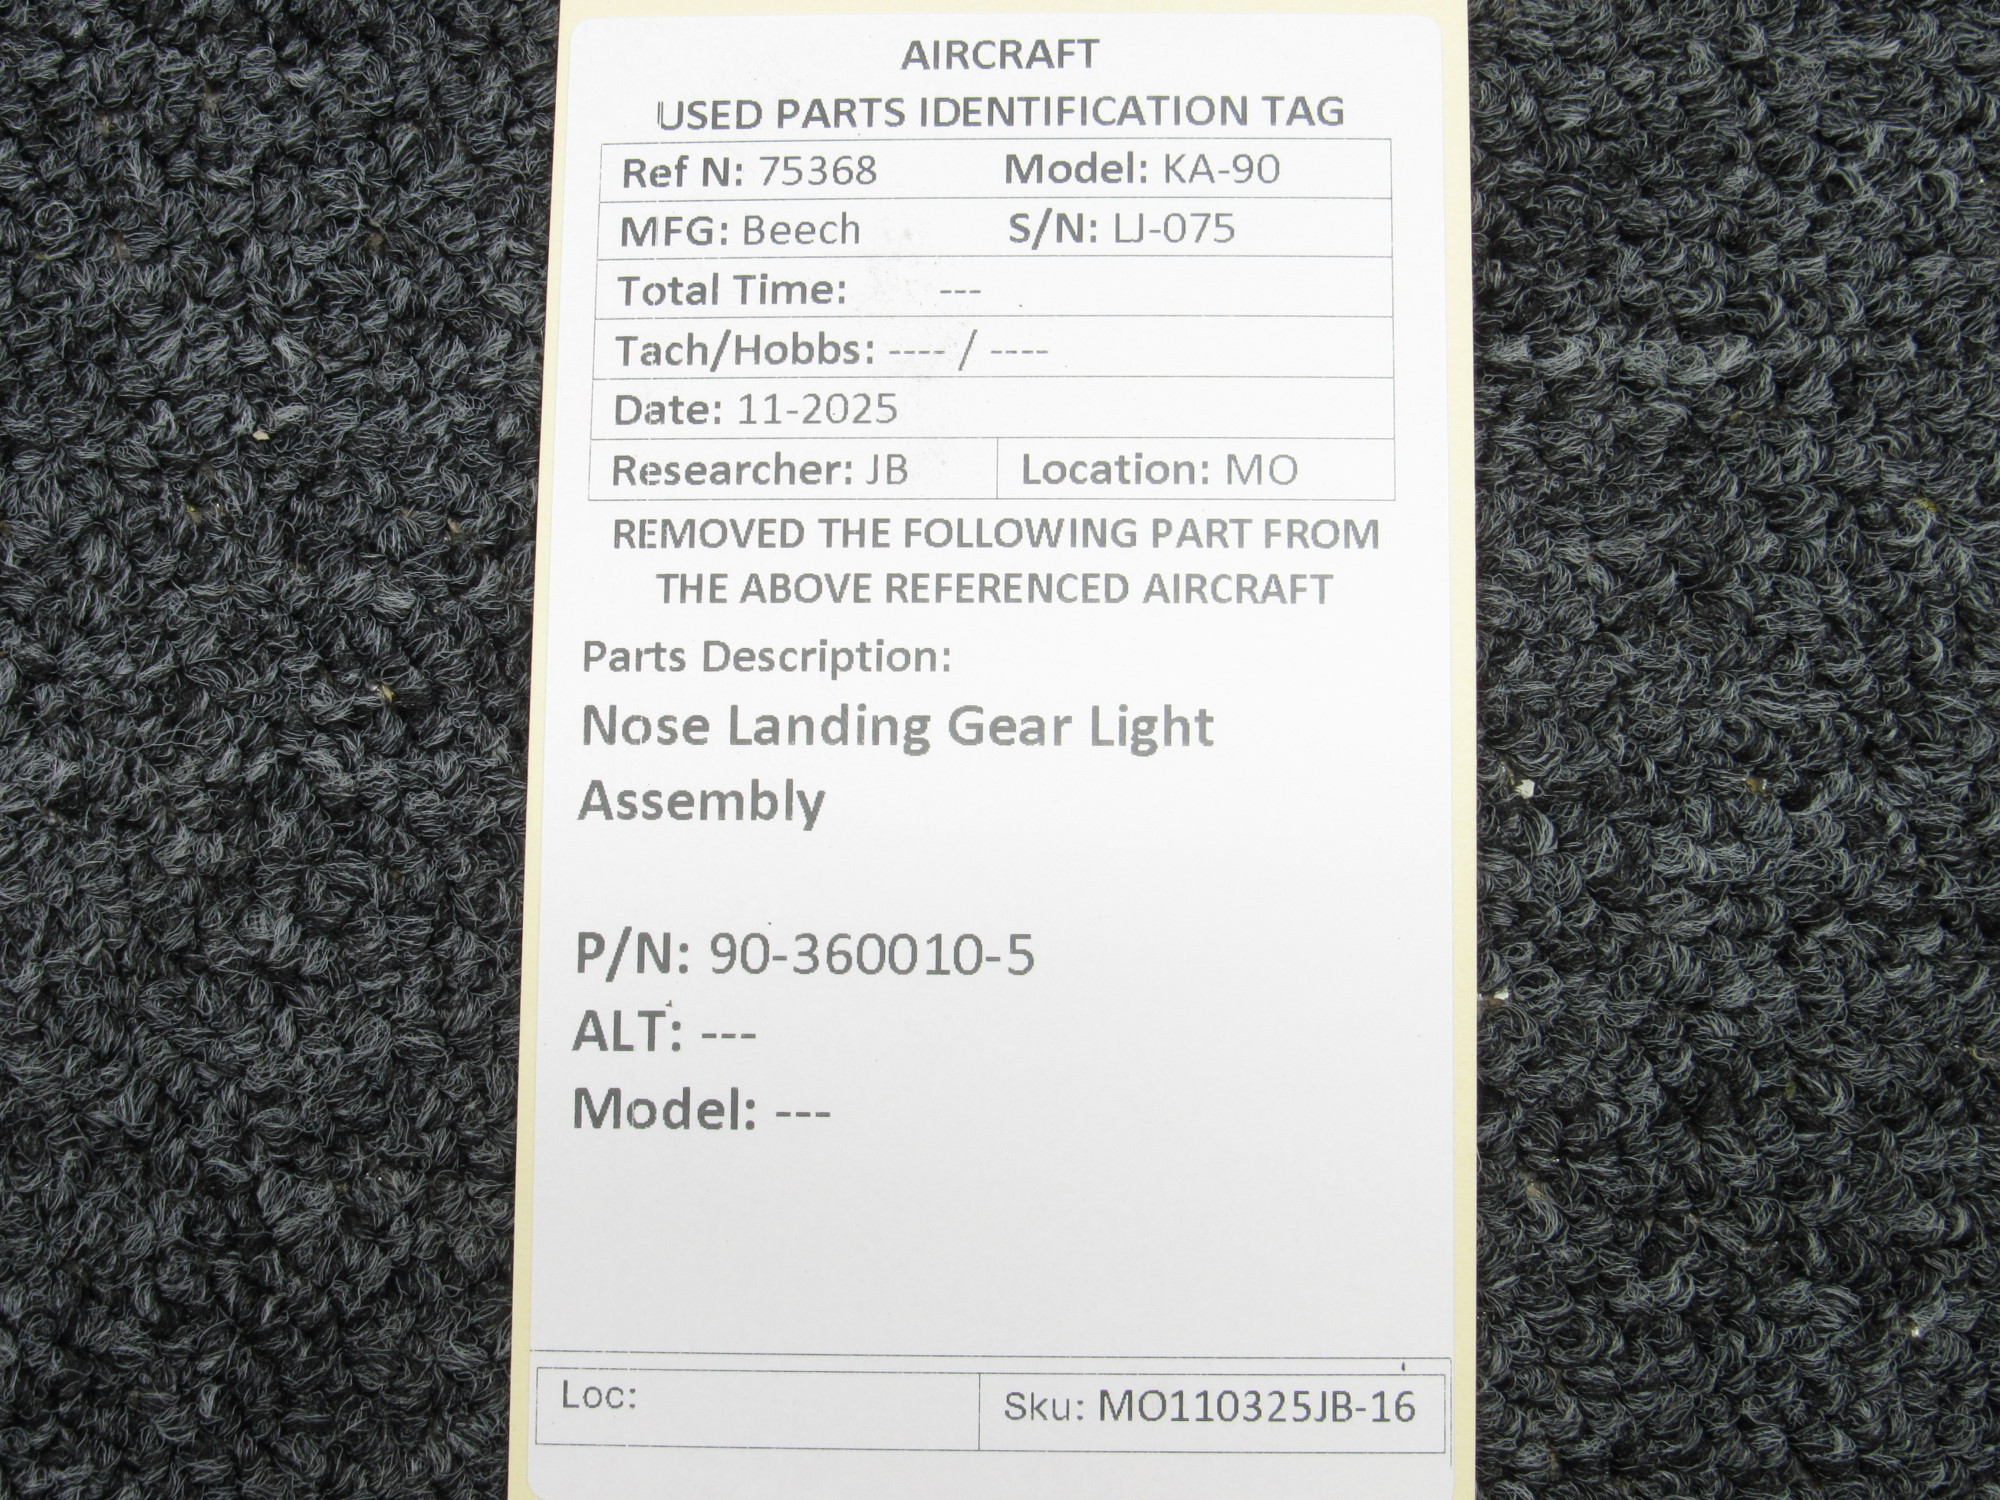 AIRCRAFT
USED PARTS IDENTIFICATION TAG
Ref N: 75368 Model: KA-90
MFG: Beech S/N: LJ-075
Total Time: ---
Tach/Hobbs: ---- / ----
Date: 11-2025
Researcher: JB Location: MO
REMOVED THE FOLLOWING PART FROM
THE ABOVE REFERENCED AIRCRAFT
Parts Description:
Nose Landing Gear Light
Assembly
P/N: 90-360010-5
ALT: ---
Model: ---
Loc: Sku: MO110325JB-16